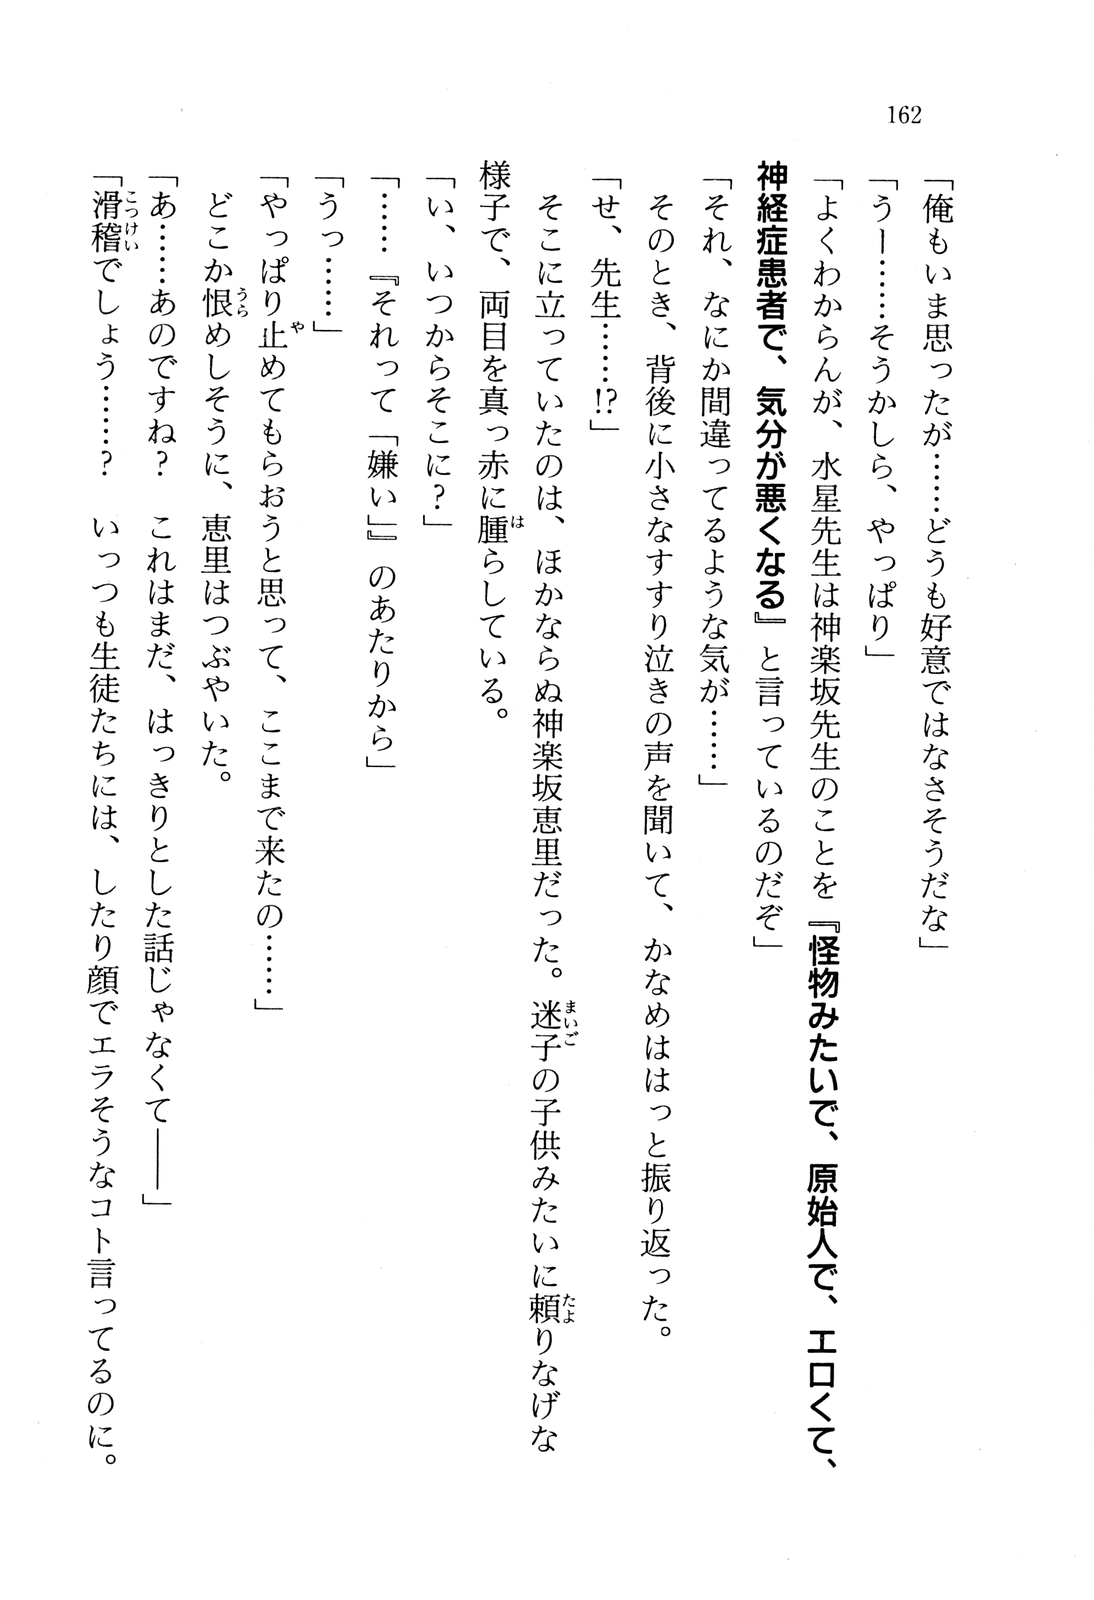 162
「俺もいま思ったが……どうも好意ではなさそうだな」
「うー……そうかしら、やっぱり」
「よくわからんが、水星先生は神楽坂先生のことを『怪物みたいで、原始人で、エロくて、
神経症患者で、気分が悪くなる』と言っているのだぞ」
「それ、なにか間違ってるような気が……」
　そのとき、背後に小さなすすり泣きの声を聞いて、かなめははっと振り返った。
「せ、先生……!?」
　そこに立っていたのは、ほかならぬ神楽坂恵里だった。迷子の子供みたいに頼りなげな
様子で、両目を真っ赤に腫らしている。
「い、いつからそこに?」
「……『それって「嫌い」』のあたりから」
「うっ……」
「やっぱり止めてもらおうと思って、ここまで来たの……」
　どこか恨めしそうに、恵里はつぶやいた。
「あ……あのですね?　これはまだ、はっきりとした話じゃなくて――」
「滑稽でしょう……?　いっつも生徒たちには、したり顔でエラそうなコト言ってるのに。